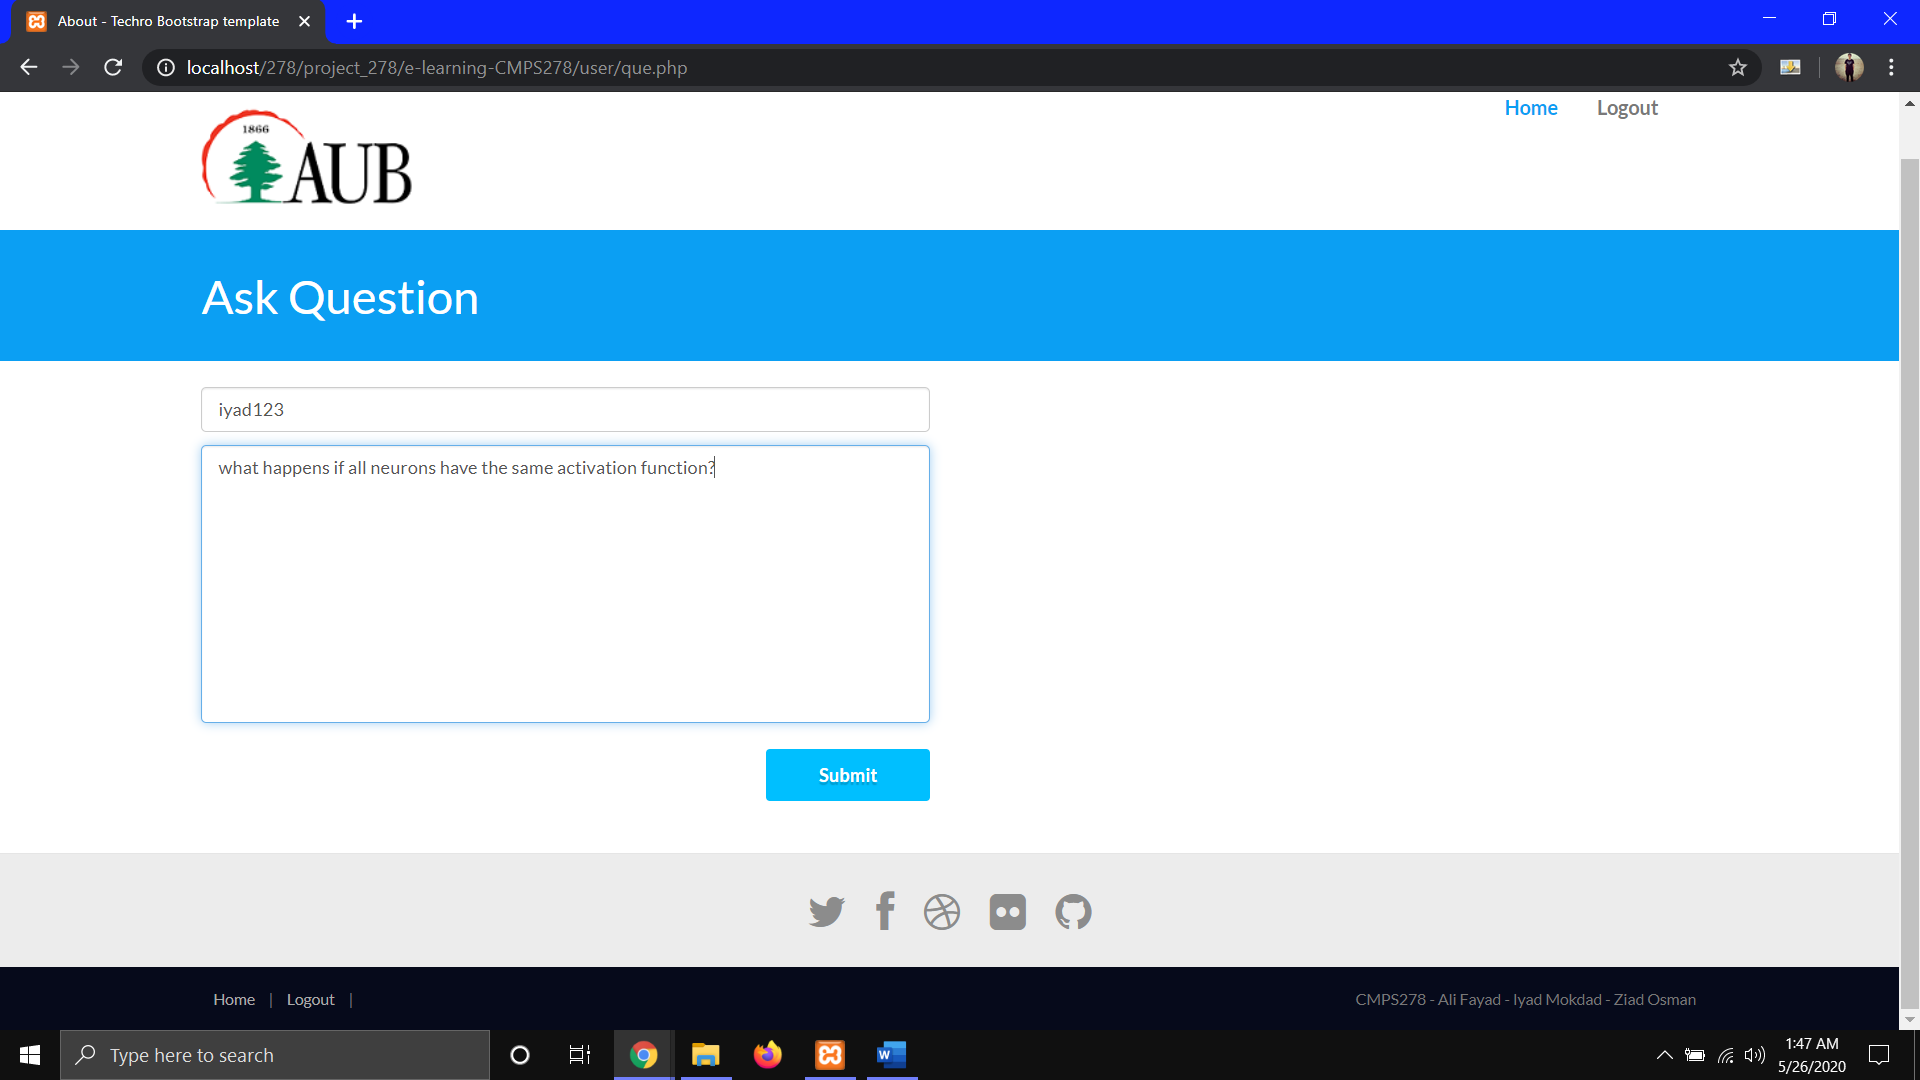 About - Techro Bootstrap template
localhost/278/project_278/e-learning-CMPS278/user/que.php
Home Logout
1866
AUB
Ask Question
iyad123
what happens if all neurons have the same activation function?
Submit
Home | Logout |
CMPS278 - Ali Fayad - Iyad Mokdad - Ziad Osman
Type here to search
1:47 AM
5/26/2020